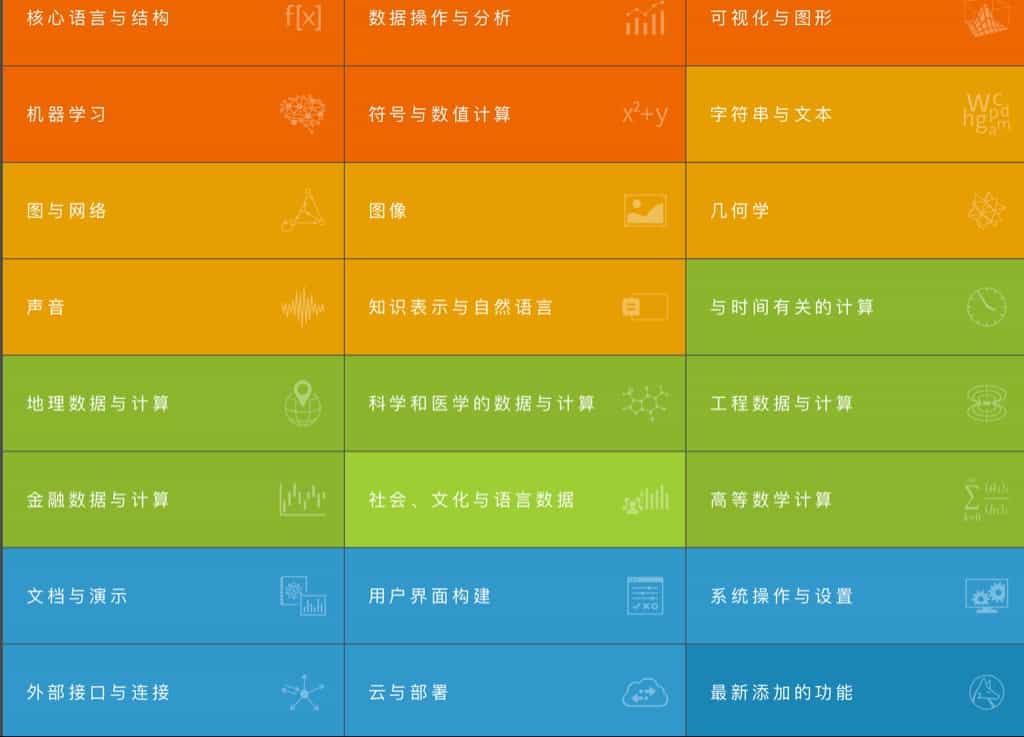 核心语言与结构 f[x] 数据操作与分析 可视化与图形
机器学习 符号与数值计算 x²+y 字符串与文本
图与网络 图像 几何学
声音 知识表示与自然语言 与时间有关的计算
地理数据与计算 科学和医学的数据与计算 工程数据与计算
金融数据与计算 社会、文化与语言数据 高等数学计算
文档与演示 用户界面构建 系统操作与设置
外部接口与连接 云与部署 最新添加的功能